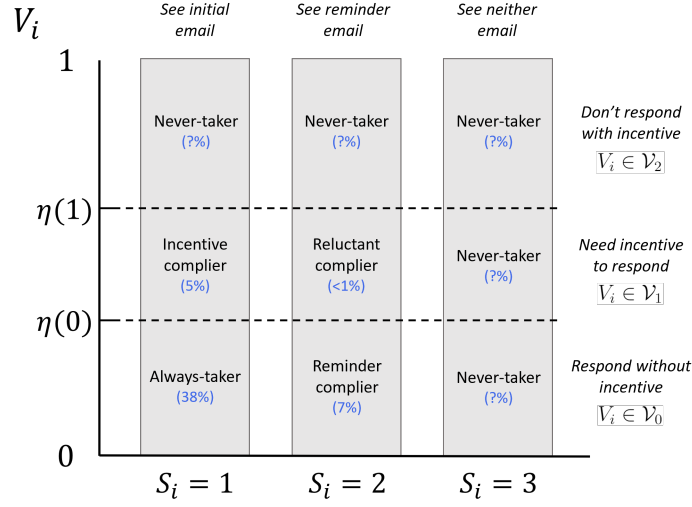 V_i
See initial
email
See reminder
email
See neither
email
1
Never-taker
(?%)
Never-taker
(?%)
Never-taker
(?%)
Don't respond
with incentive
V_i ∈ 𝒱_2
η(1)
Incentive
complier
(5%)
Reluctant
complier
(<1%)
Never-taker
(?%)
Need incentive
to respond
V_i ∈ 𝒱_1
η(0)
Always-taker
(38%)
Reminder
complier
(7%)
Never-taker
(?%)
Respond without
incentive
V_i ∈ 𝒱_0
0
S_i = 1
S_i = 2
S_i = 3